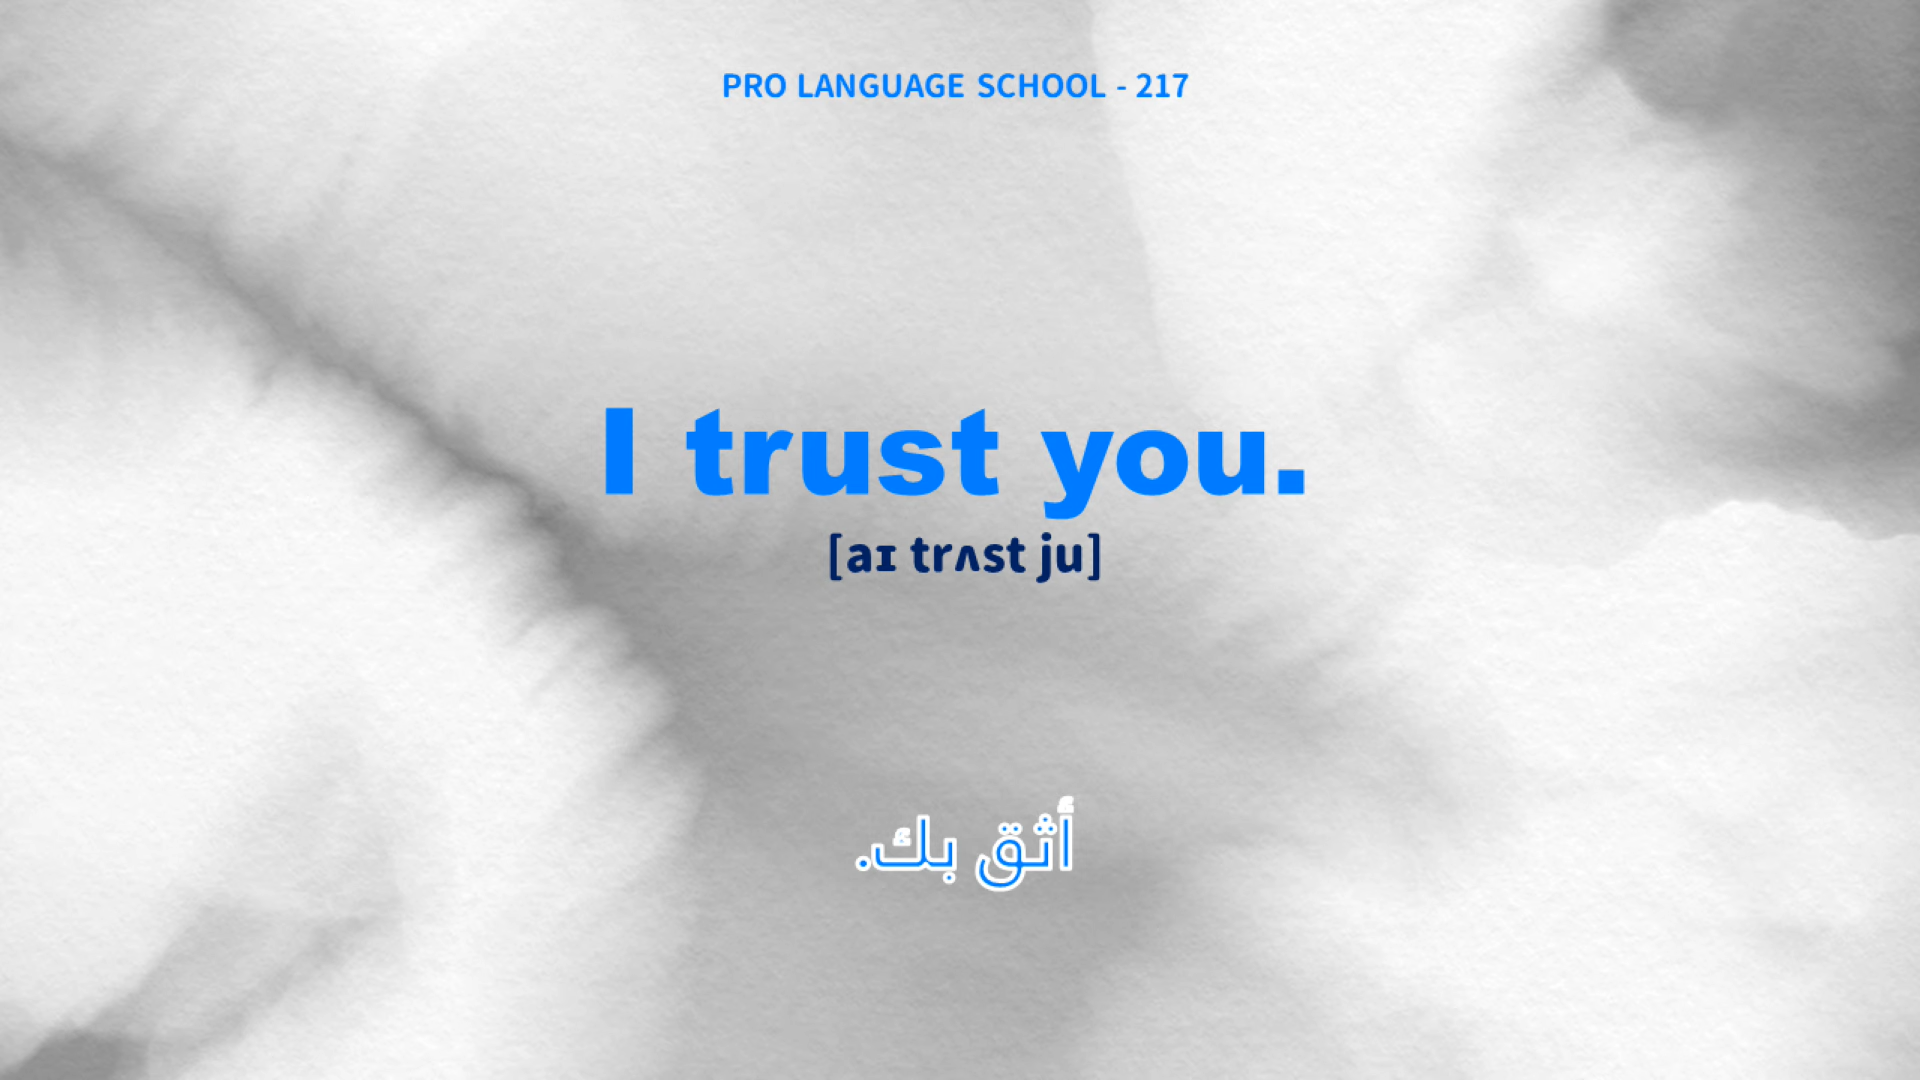 PRO LANGUAGE SCHOOL - 217
I trust you.
[aɪ trʌst ju]
أثق بك.